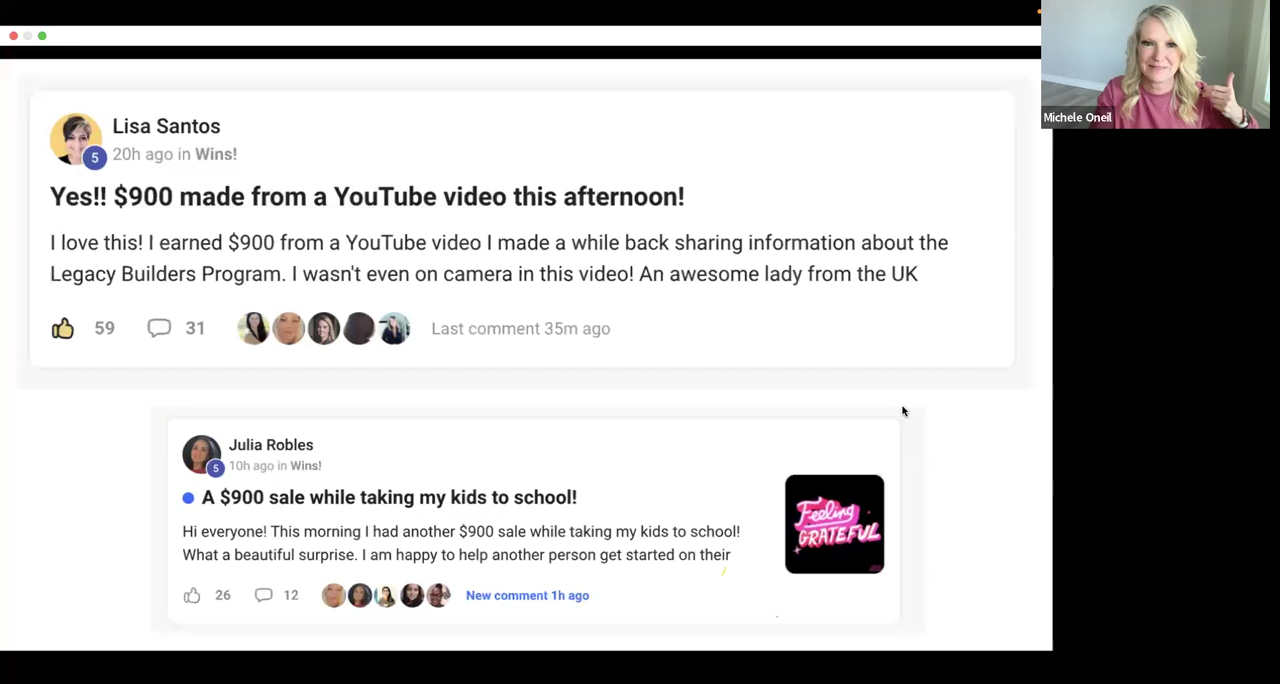 Michele Oneil
Lisa Santos
5
20h ago in Wins!
Yes!! $900 made from a YouTube video this afternoon!
I love this! I earned $900 from a YouTube video I made a while back sharing information about the
Legacy Builders Program. I wasn't even on camera in this video! An awesome lady from the UK
59 31 Last comment 35m ago
Julia Robles
5
10h ago in Wins!
A $900 sale while taking my kids to school!
Hi everyone! This morning I had another $900 sale while taking my kids to school!
What a beautiful surprise. I am happy to help another person get started on their
Feeling
GRATEFUL
26 12 New comment 1h ago